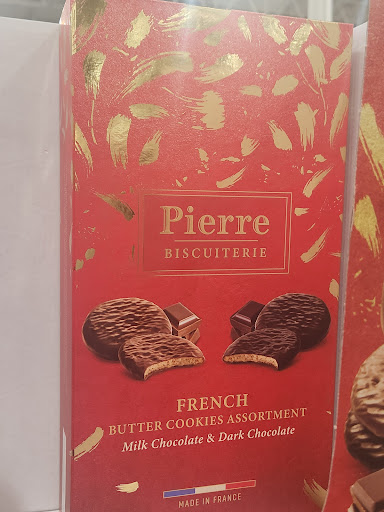 Pierre
BISCUITERIE
FRENCH
BUTTER COOKIES ASSORTMENT
Milk Chocolate & Dark Chocolate
MADE IN FRANCE